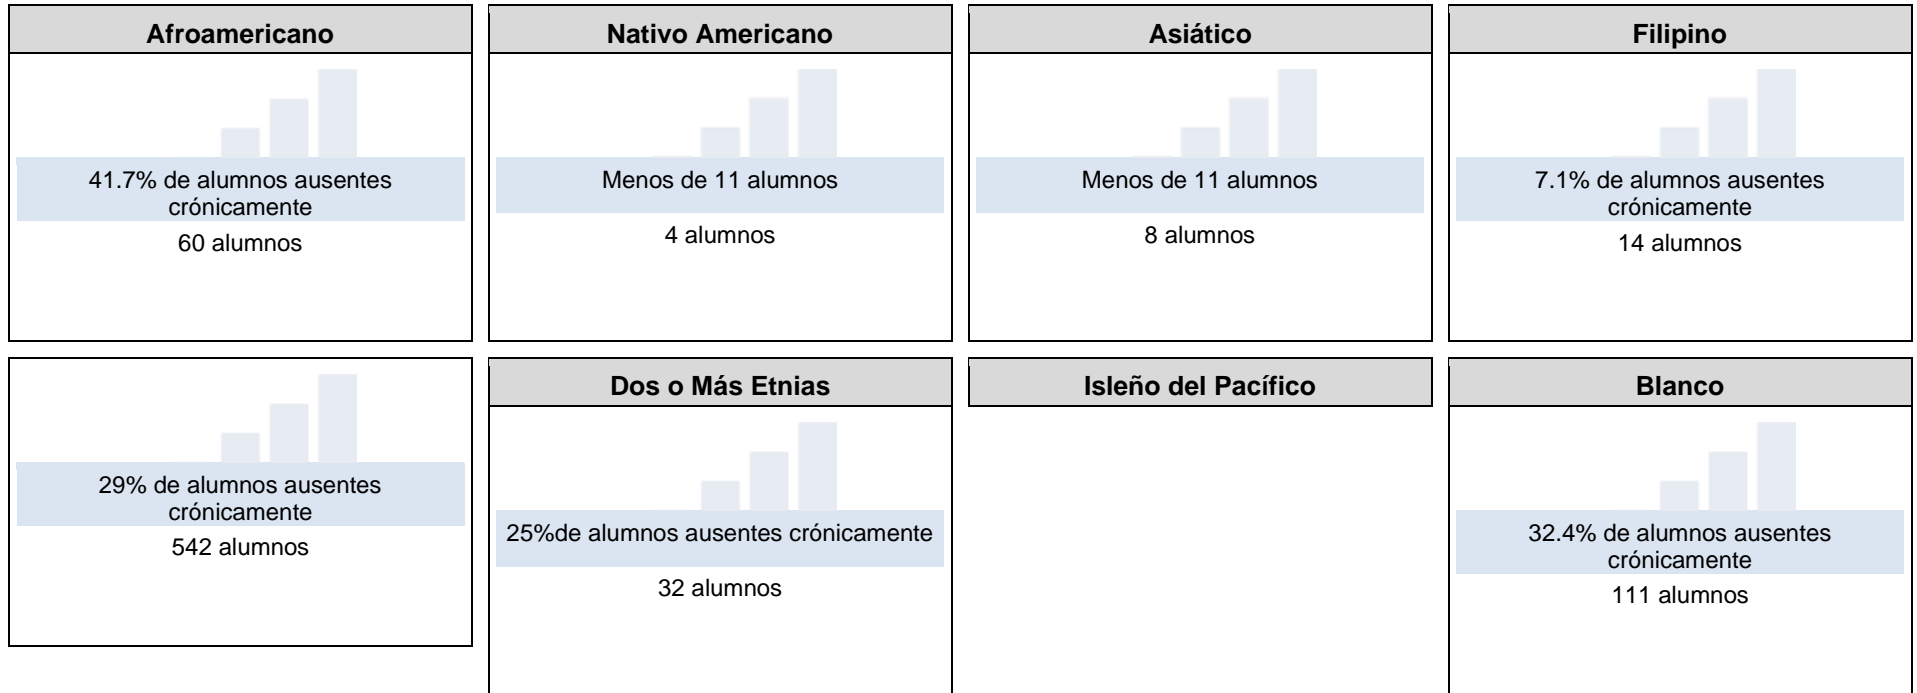 Afroamericano
41.7% de alumnos ausentes
crónicamente
60 alumnos
Nativo Americano
Menos de 11 alumnos
4 alumnos
Asiático
Menos de 11 alumnos
8 alumnos
Filipino
7.1% de alumnos ausentes
crónicamente
14 alumnos
29% de alumnos ausentes
crónicamente
542 alumnos
Dos o Más Etnias
25%de alumnos ausentes crónicamente
32 alumnos
Isleño del Pacífico
Blanco
32.4% de alumnos ausentes
crónicamente
111 alumnos